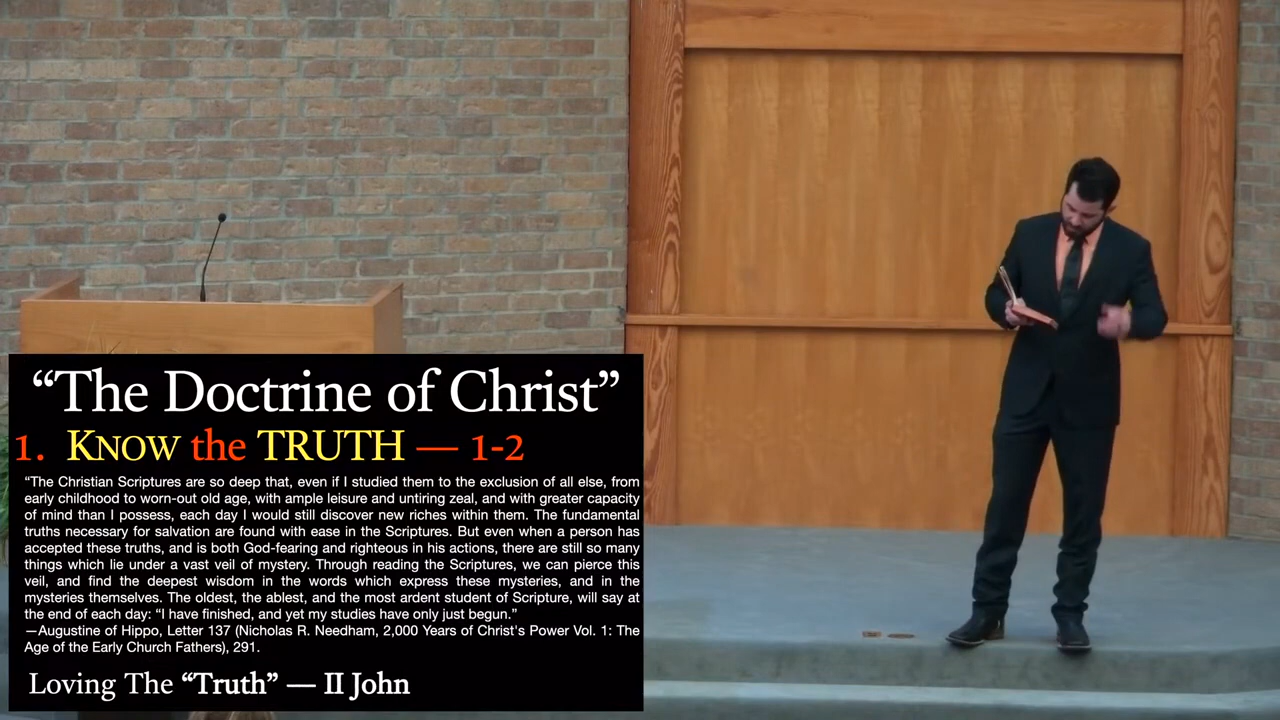 “The Doctrine of Christ”
1. KNOW the TRUTH — 1-2
“The Christian Scriptures are so deep that, even if I studied them to the exclusion of all else, from
early childhood to worn-out old age, with ample leisure and untiring zeal, and with greater capacity
of mind than I possess, each day I would still discover new riches within them. The fundamental
truths necessary for salvation are found with ease in the Scriptures. But even when a person has
accepted these truths, and is both God-fearing and righteous in his actions, there are still so many
things which lie under a vast veil of mystery. Through reading the Scriptures, we can pierce this
veil, and find the deepest wisdom in the words which express these mysteries, and in the
mysteries themselves. The oldest, the ablest, and the most ardent student of Scripture, will say at
the end of each day: “I have finished, and yet my studies have only just begun.”
—Augustine of Hippo, Letter 137 (Nicholas R. Needham, 2,000 Years of Christ's Power Vol. 1: The
Age of the Early Church Fathers), 291.
Loving The “Truth” — II John